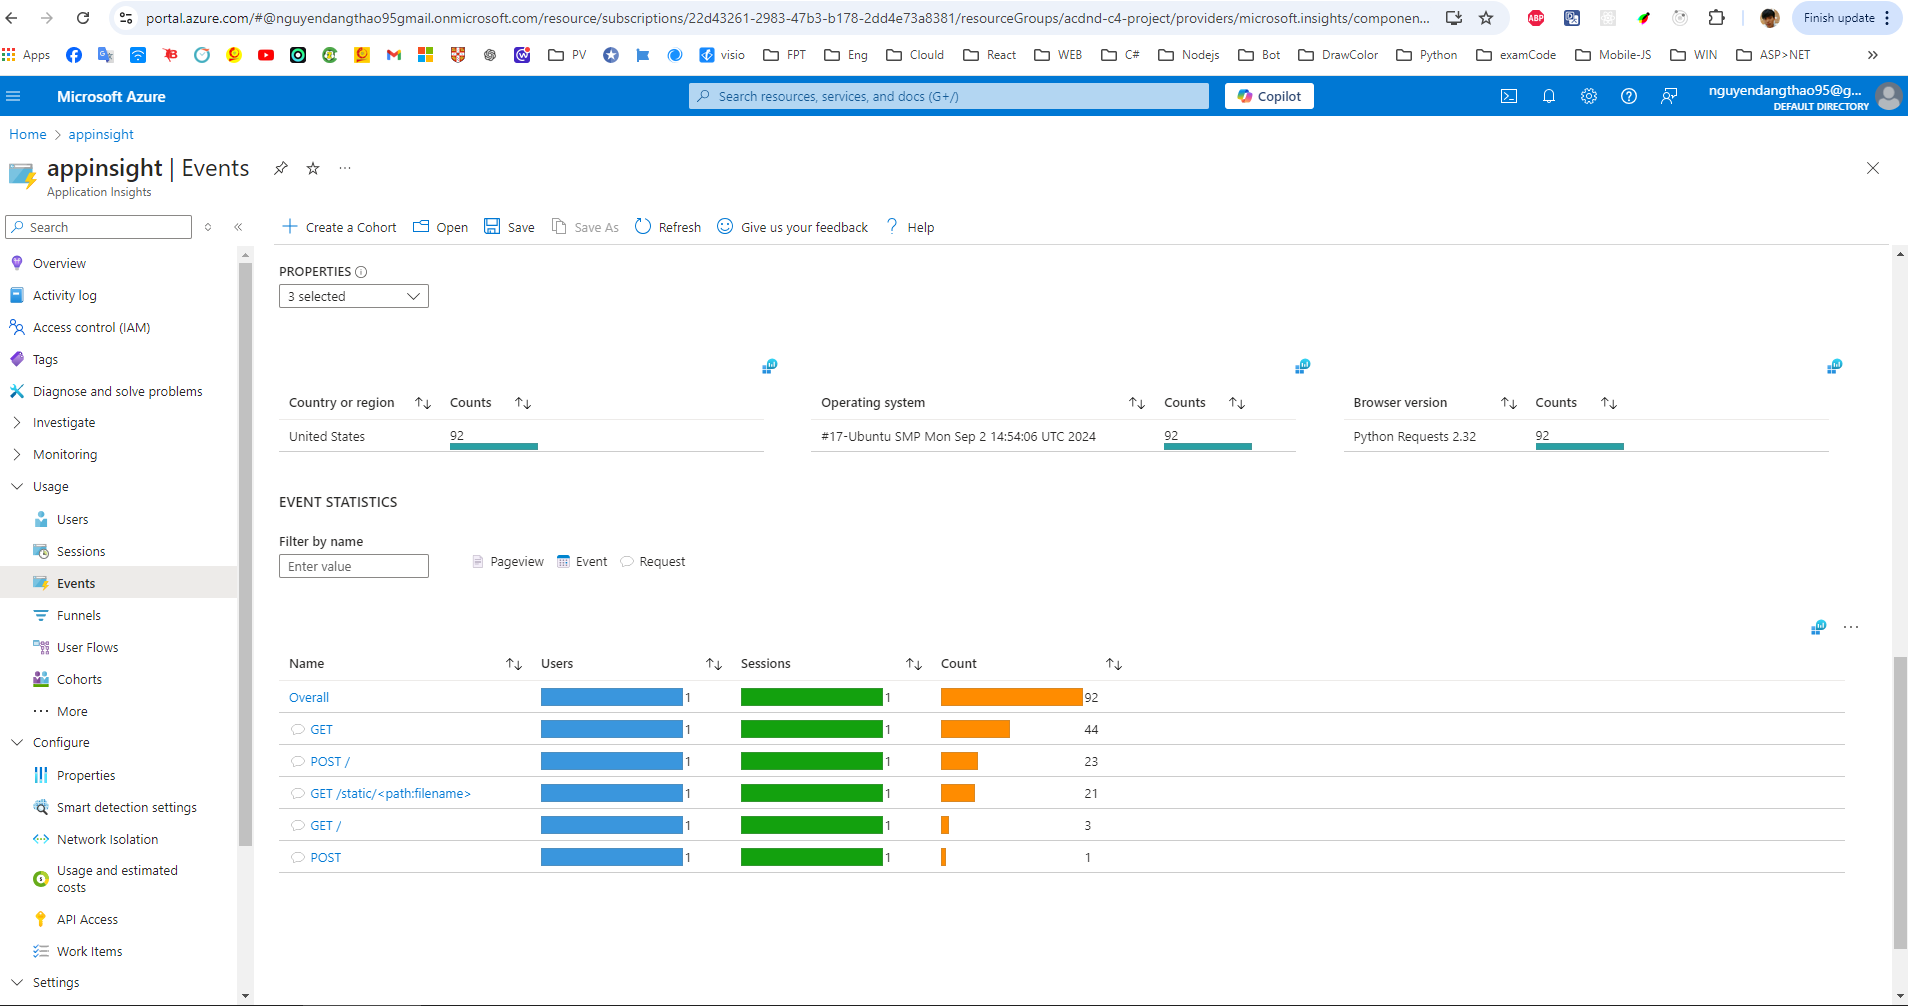 portal.azure.com/#@nguyendangthao95gmail.onmicrosoft.com/resource/subscriptions/22d43261-2983-47b3-b178-2dd4e73a8381/resourceGroups/acdnd-c4-project/providers/microsoft.insights/componen...
Finish update
Apps
PV
visio
FPT
Eng
Clould
React
WEB
C#
Nodejs
Bot
DrawColor
Python
examCode
Mobile-JS
WIN
ASP>NET
Microsoft Azure
Search resources, services, and docs (G+/)
Copilot
nguyendangthao95@g...
DEFAULT DIRECTORY
Home > appinsight
appinsight | Events
Application Insights
Search
Create a Cohort
Open
Save
Save As
Refresh
Give us your feedback
Help
Overview
Activity log
Access control (IAM)
Tags
Diagnose and solve problems
Investigate
Monitoring
Usage
Users
Sessions
Events
Funnels
User Flows
Cohorts
More
Configure
Properties
Smart detection settings
Network Isolation
Usage and estimated
costs
API Access
Work Items
Settings
PROPERTIES
3 selected
Country or region Counts
United States 92
Operating system Counts
#17-Ubuntu SMP Mon Sep 2 14:54:06 UTC 2024 92
Browser version Counts
Python Requests 2.32 92
EVENT STATISTICS
Filter by name
Enter value
Pageview Event Request
Name Users Sessions Count
Overall 1 1 92
GET 1 1 44
POST / 1 1 23
GET /static/<path:filename> 1 1 21
GET / 1 1 3
POST 1 1 1